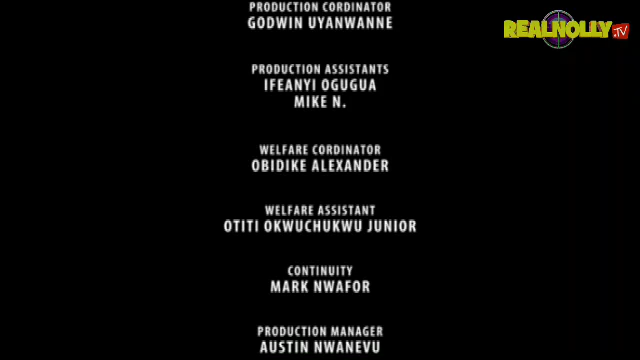 PRODUCTION CORDINATOR
GODWIN UYANWANNE
REALNOLLY.TV
PRODUCTION ASSISTANTS
IFEANYI OGUGUA
MIKE N.
WELFARE CORDINATOR
OBIDIKE ALEXANDER
WELFARE ASSISTANT
OTITI OKWUCHUKWU JUNIOR
CONTINUITY
MARK NWAFOR
PRODUCTION MANAGER
AUSTIN NWANEVU